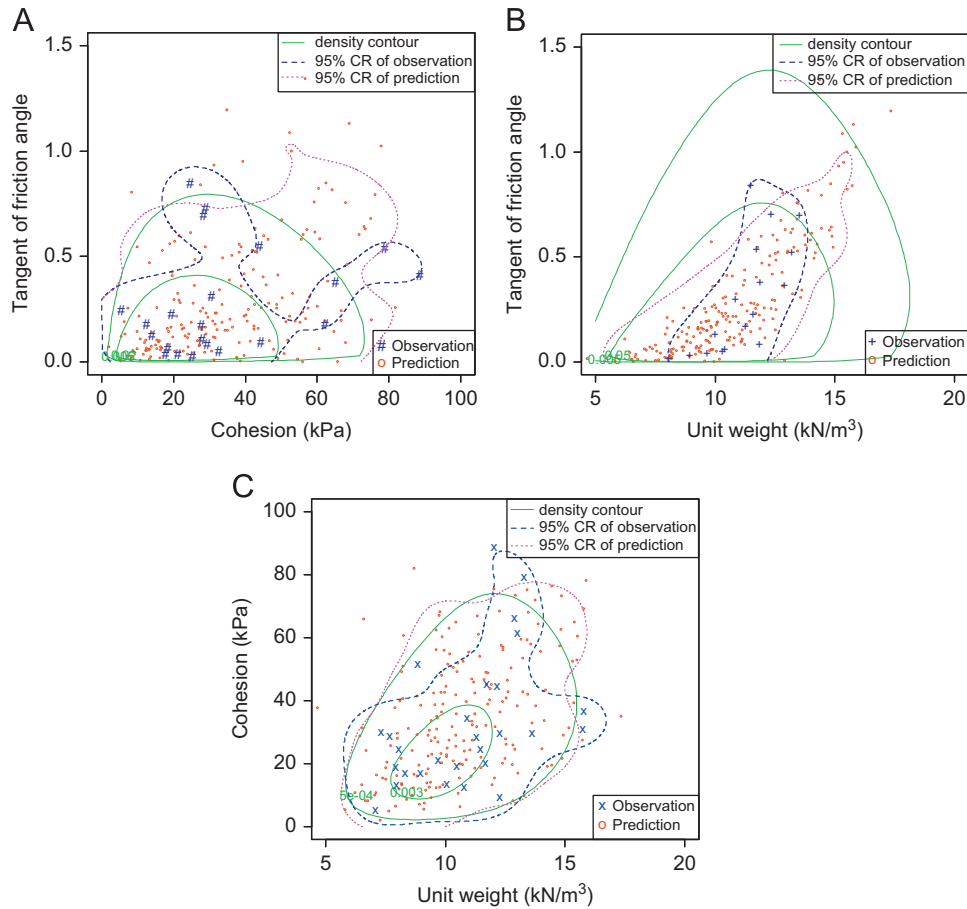 A
1.5
1.0
0.5
0.0
0 20 40 60 80 100
Tangent of friction angle
Cohesion (kPa)
density contour
95% CR of observation
95% CR of prediction
# Observation
o Prediction
B
1.5
1.0
0.5
0.0
5 10 15 20
Tangent of friction angle
Unit weight (kN/m³)
density contour
95% CR of observation
95% CR of prediction
+ Observation
o Prediction
0.05
C
100
80
60
40
20
0
5 10 15 20
Cohesion (kPa)
Unit weight (kN/m³)
density contour
95% CR of observation
95% CR of prediction
x Observation
o Prediction
5e-04
0.003